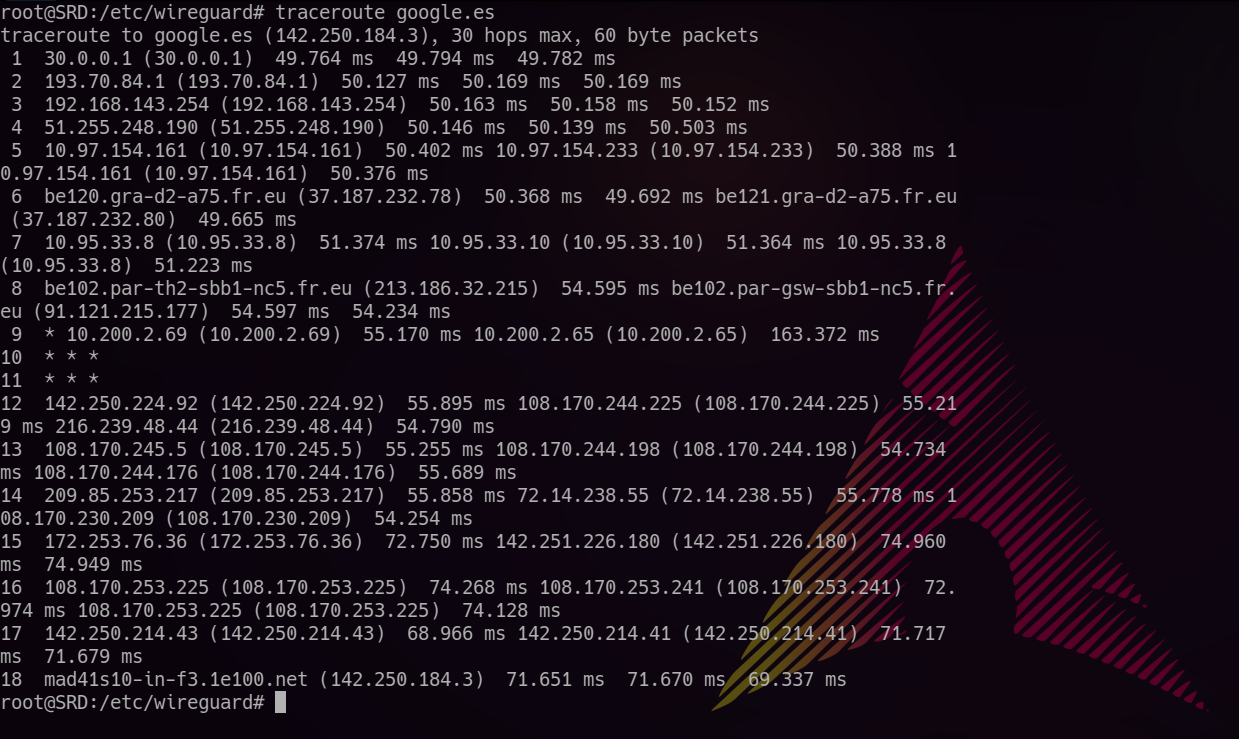 root@SRD:/etc/wireguard# traceroute google.es
traceroute to google.es (142.250.184.3), 30 hops max, 60 byte packets
 1  30.0.0.1 (30.0.0.1)  49.764 ms  49.794 ms  49.782 ms
 2  193.70.84.1 (193.70.84.1)  50.127 ms  50.169 ms  50.169 ms
 3  192.168.143.254 (192.168.143.254)  50.163 ms  50.158 ms  50.152 ms
 4  51.255.248.190 (51.255.248.190)  50.146 ms  50.139 ms  50.503 ms
 5  10.97.154.161 (10.97.154.161)  50.402 ms 10.97.154.233 (10.97.154.233)  50.388 ms 1
0.97.154.161 (10.97.154.161)  50.376 ms
 6  be120.gra-d2-a75.fr.eu (37.187.232.78)  50.368 ms  49.692 ms be121.gra-d2-a75.fr.eu
 (37.187.232.80)  49.665 ms
 7  10.95.33.8 (10.95.33.8)  51.374 ms 10.95.33.10 (10.95.33.10)  51.364 ms 10.95.33.8
(10.95.33.8)  51.223 ms
 8  be102.par-th2-sbb1-nc5.fr.eu (213.186.32.215)  54.595 ms be102.par-gsw-sbb1-nc5.fr.
eu (91.121.215.177)  54.597 ms  54.234 ms
 9  * 10.200.2.69 (10.200.2.69)  55.170 ms 10.200.2.65 (10.200.2.65)  163.372 ms
10  * * *
11  * * *
12  142.250.224.92 (142.250.224.92)  55.895 ms 108.170.244.225 (108.170.244.225)  55.21
9 ms 216.239.48.44 (216.239.48.44)  54.790 ms
13  108.170.245.5 (108.170.245.5)  55.255 ms 108.170.244.198 (108.170.244.198)  54.734
ms 108.170.244.176 (108.170.244.176)  55.689 ms
14  209.85.253.217 (209.85.253.217)  55.858 ms 72.14.238.55 (72.14.238.55)  55.778 ms 1
08.170.230.209 (108.170.230.209)  54.254 ms
15  172.253.76.36 (172.253.76.36)  72.750 ms 142.251.226.180 (142.251.226.180)  74.960
ms  74.949 ms
16  108.170.253.225 (108.170.253.225)  74.268 ms 108.170.253.241 (108.170.253.241)  72.
974 ms 108.170.253.225 (108.170.253.225)  74.128 ms
17  142.250.214.43 (142.250.214.43)  68.966 ms 142.250.214.41 (142.250.214.41)  71.717
ms  71.679 ms
18  mad41s10-in-f3.1e100.net (142.250.184.3)  71.651 ms  71.670 ms  69.337 ms
root@SRD:/etc/wireguard#